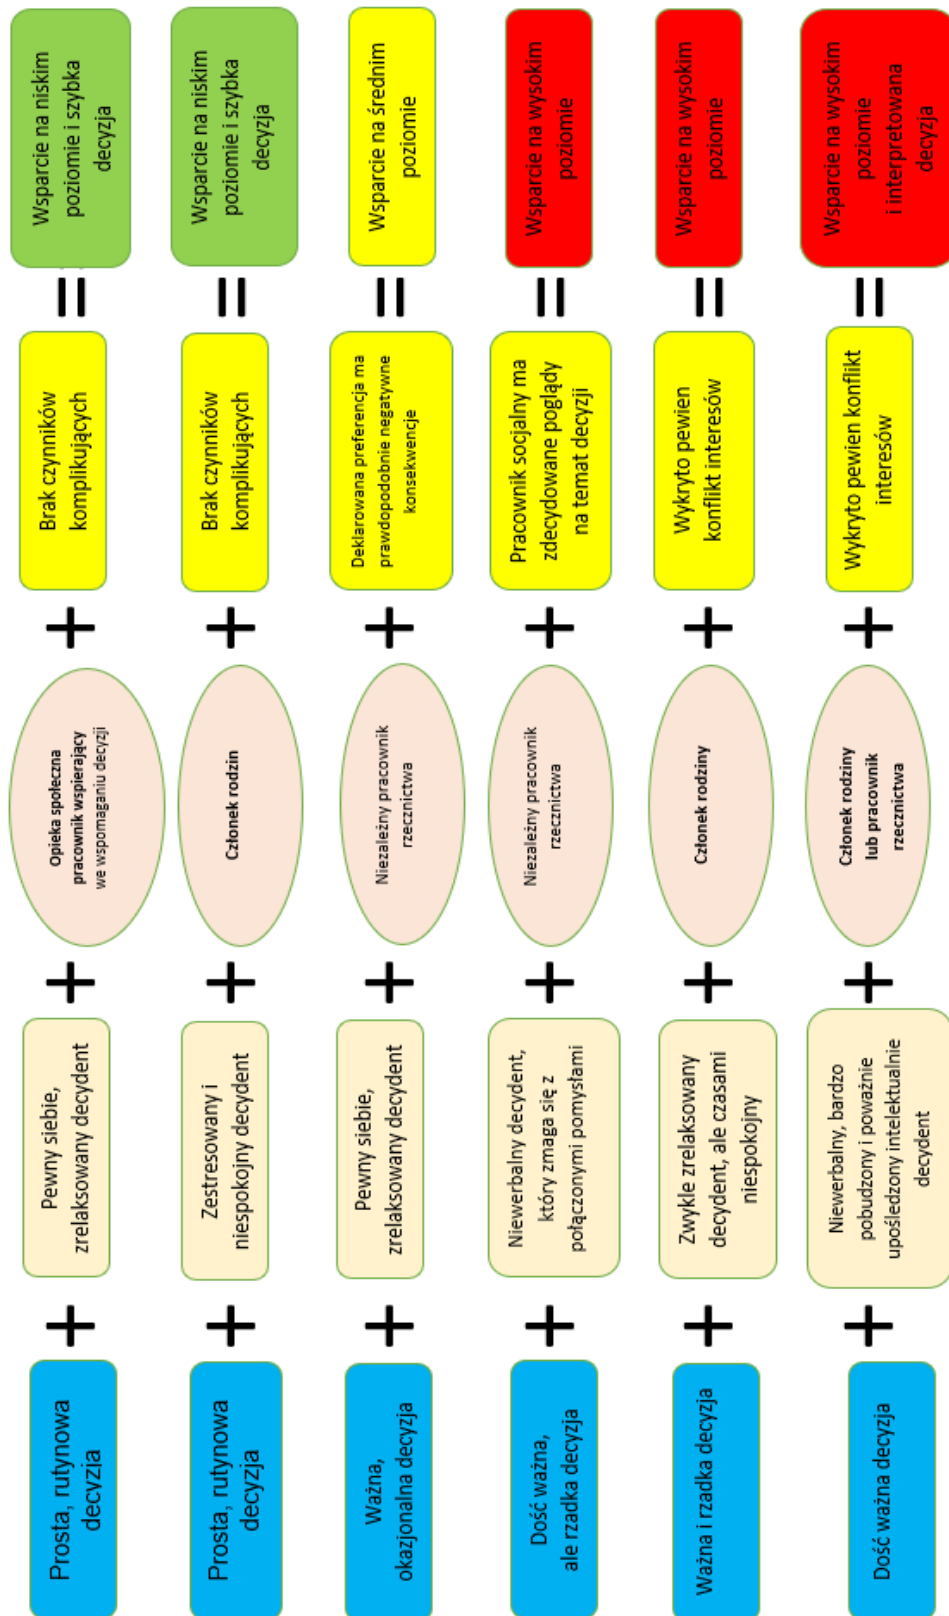 Prosta, rutynowa
decyzja
+
Pewny siebie,
zrelaksowany decydent
+
Opieka społeczna
pracownik wspierający
we wspomaganiu decyzji
+
Brak czynników
komplikujących
=
Wsparcie na niskim
poziomie i szybka
decyzja
Prosta, rutynowa
decyzja
+
Zestresowany i
niespokojny decydent
+
Członek rodzin
+
Brak czynników
komplikujących
=
Wsparcie na niskim
poziomie i szybka
decyzja
Ważna,
okazjonalna decyzja
+
Pewny siebie,
zrelaksowany decydent
+
Niezależny pracownik
rzecznictwa
+
Deklarowana preferencja ma
prawdopodobnie negatywne
konsekwencje
=
Wsparcie na średnim
poziomie
Dość ważna,
ale rzadka decyzja
+
Niewerbalny decydent,
który zmaga się z
połączonymi pomysłami
+
Niezależny pracownik
rzecznictwa
+
Pracownik socjalny ma
zdecydowane poglądy
na temat decyzji
=
Wsparcie na wysokim
poziomie
Ważna i rzadka decyzja
+
Zwykle zrelaksowany
decydent, ale czasami
niespokojny
+
Członek rodziny
+
Wykryto pewien
konflikt interesów
=
Wsparcie na wysokim
poziomie
Dość ważna decyzja
+
Niewerbalny, bardzo
pobudzony i poważnie
upośledzony intelektualnie
decydent
+
Członek rodziny
lub pracownik
rzecznictwa
+
Wykryto pewien konflikt
interesów
=
Wsparcie na wysokim
poziomie
i interpretowana
decyzja